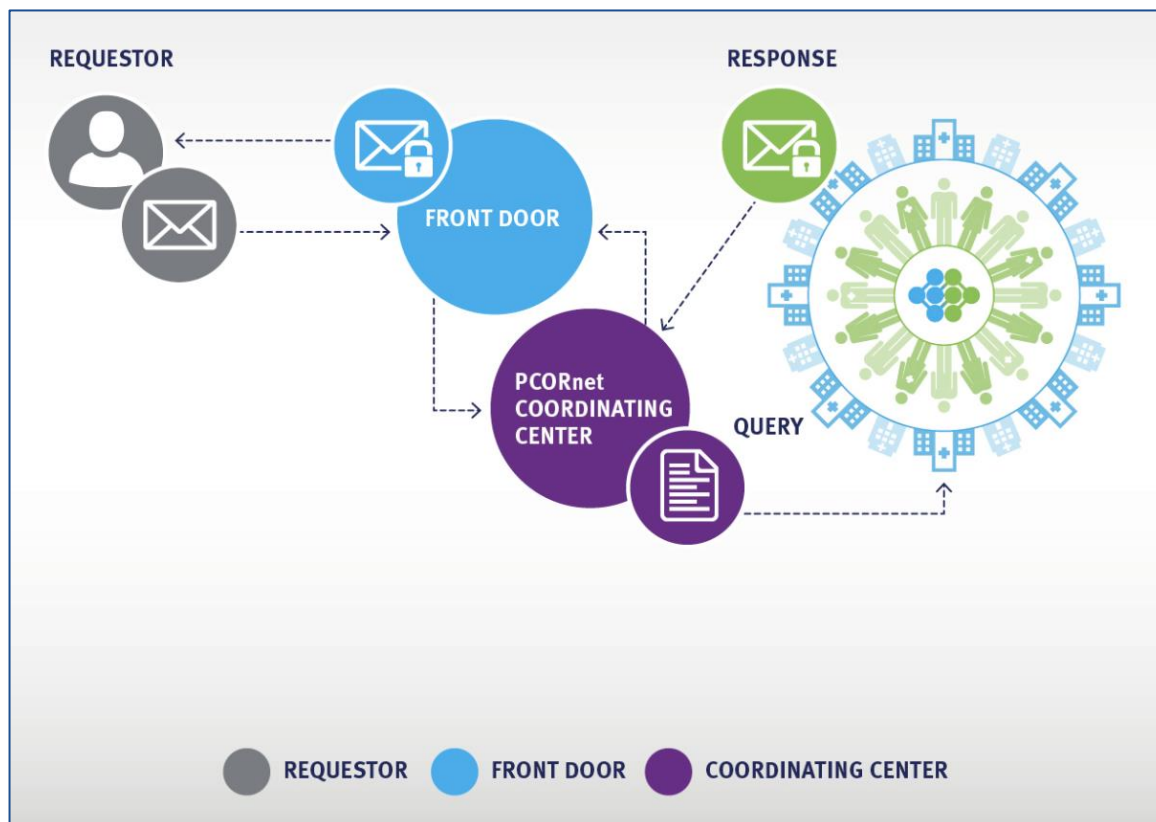 REQUESTOR
RESPONSE
FRONT DOOR
PCORnet
COORDINATING
CENTER
QUERY
REQUESTOR
FRONT DOOR
COORDINATING CENTER